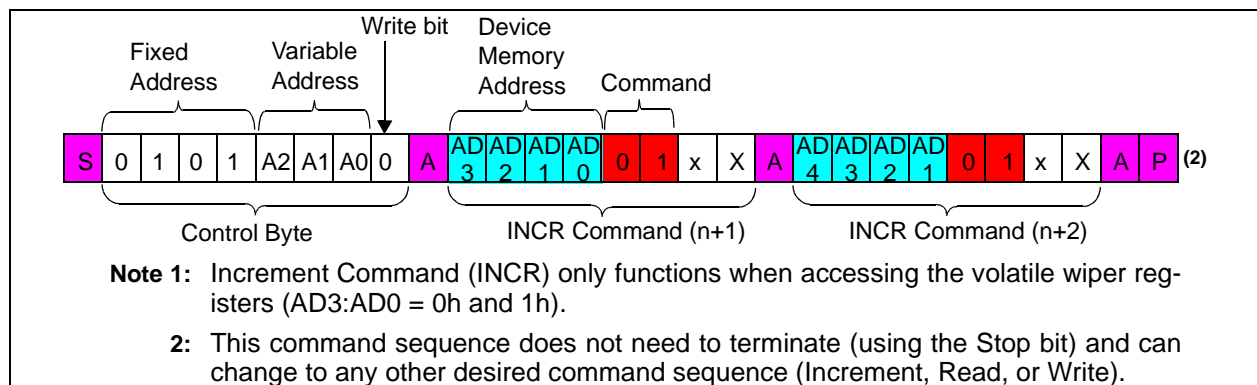 Write bit
Fixed Address
Variable Address
Device Memory Address
Command
S 0 1 0 1 A2 A1 A0 0 A AD3 AD2 AD1 AD0 0 1 x X A AD4 AD3 AD2 AD1 0 1 x X A P (2)
Control Byte
INCR Command (n+1)
INCR Command (n+2)
Note 1: Increment Command (INCR) only functions when accessing the volatile wiper reg-
isters (AD3:AD0 = 0h and 1h).
2: This command sequence does not need to terminate (using the Stop bit) and can
change to any other desired command sequence (Increment, Read, or Write).